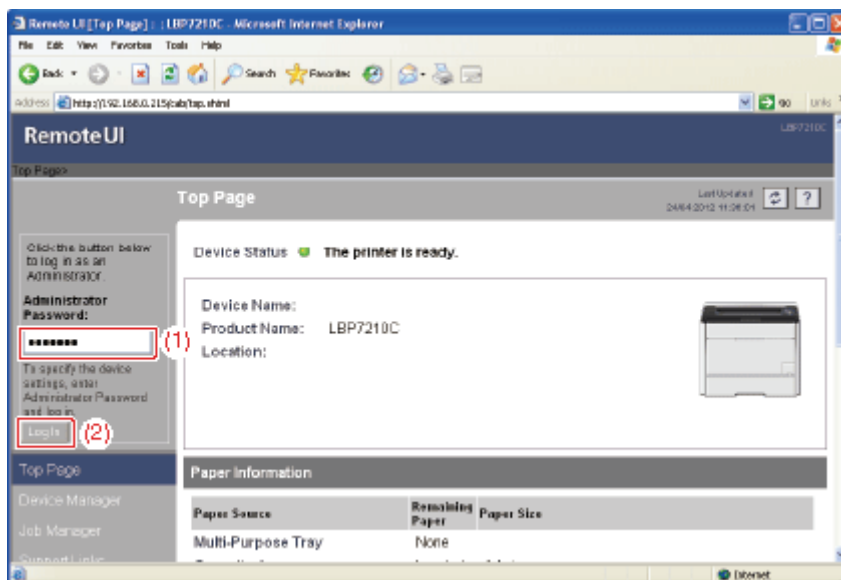 Remote UI [Top Page] : : LBP7210C - Microsoft Internet Explorer
File Edit View Favorites Tools Help
Back Search Favorites
Address http://192.168.0.215/cab/top.shtml Go Links
Remote UI LBP7210C
Top Page>
Top Page
Last Updated
24/04/2012 11:36:01
?
Click the button below
to log in as an
Administrator.
Administrator
Password:
(1)
To specify the device
settings, enter
Administrator Password
and log in.
Log In (2)
Top Page
Device Manager
Job Manager
Support Links
Device Status The printer is ready.
Device Name:
Product Name: LBP7210C
Location:
Paper Information
Paper Source Remaining Paper Paper Size
Multi-Purpose Tray None
Internet